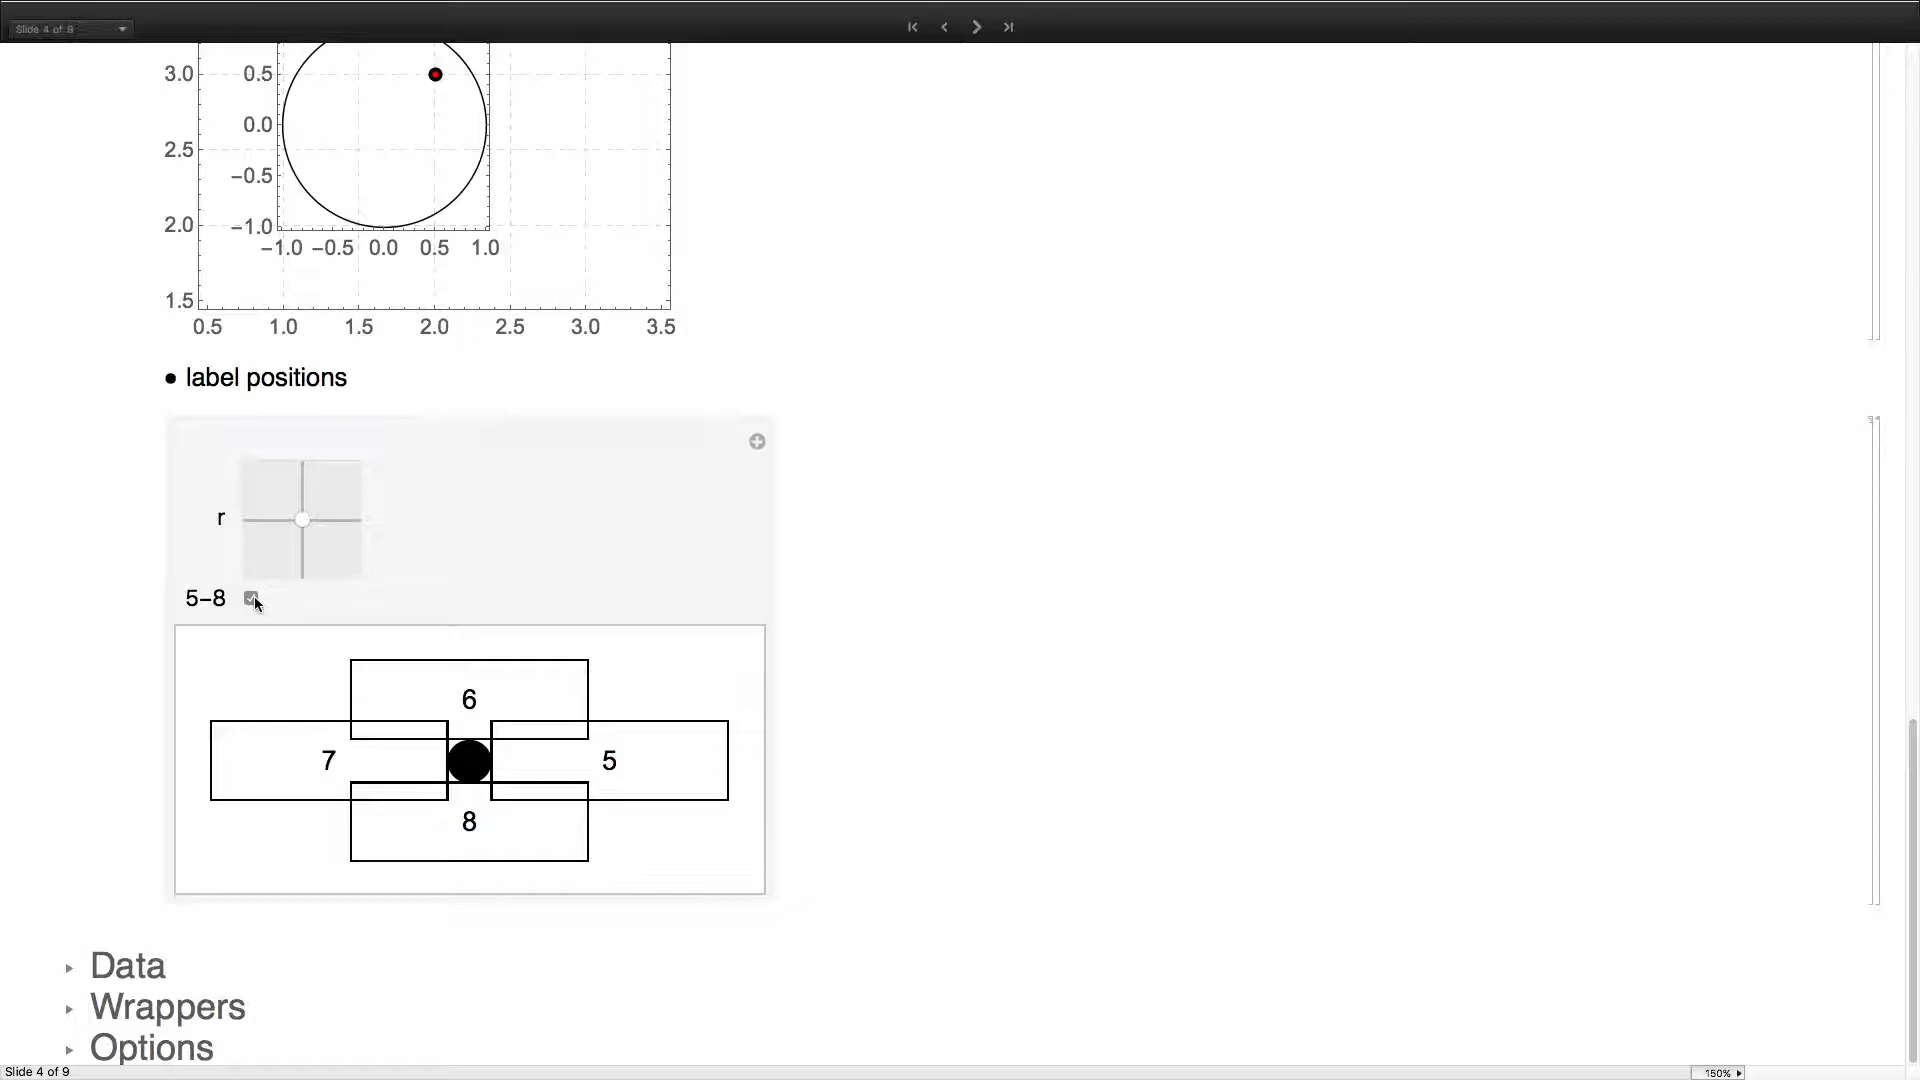 Slide 4 of 9
3.0 0.5
0.0
2.5
−0.5
2.0
−1.0
−1.0 −0.5 0.0 0.5 1.0
1.5
0.5 1.0 1.5 2.0 2.5 3.0 3.5
• label positions
r
5−8
6
7 5
8
Data
Wrappers
Options
Slide 4 of 9 150%